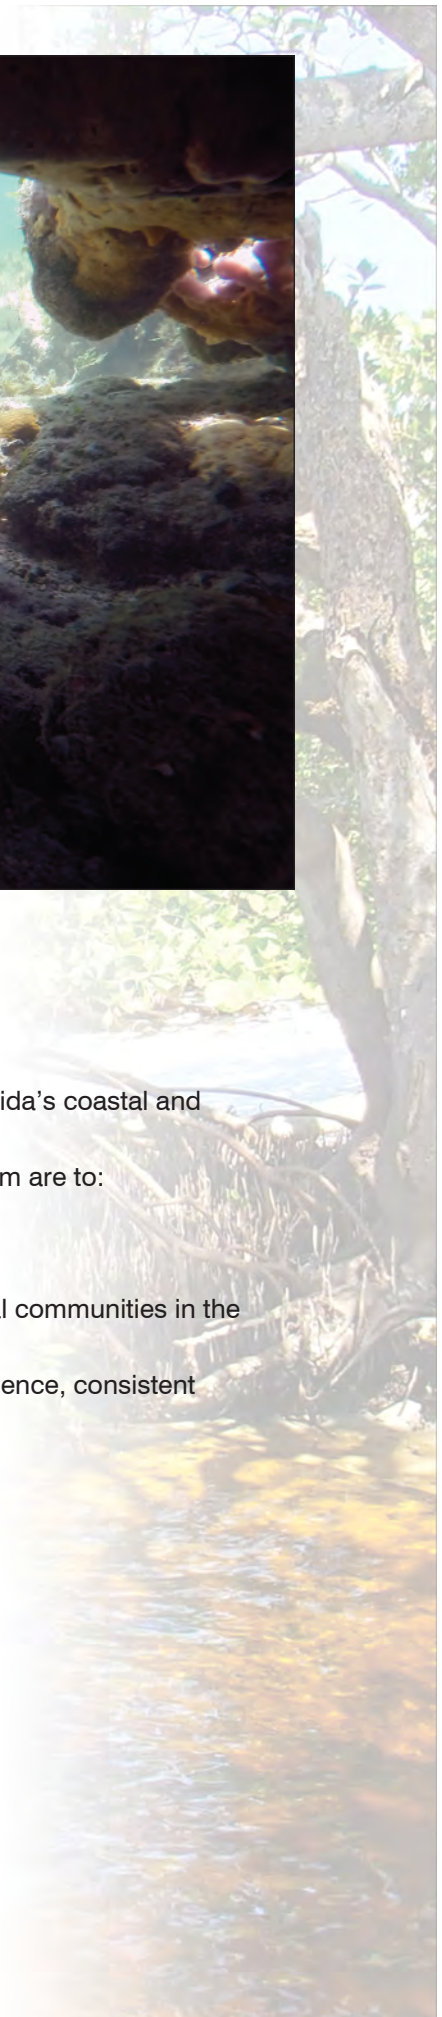 ida’s coastal and
m are to:
l communities in the
ence, consistent